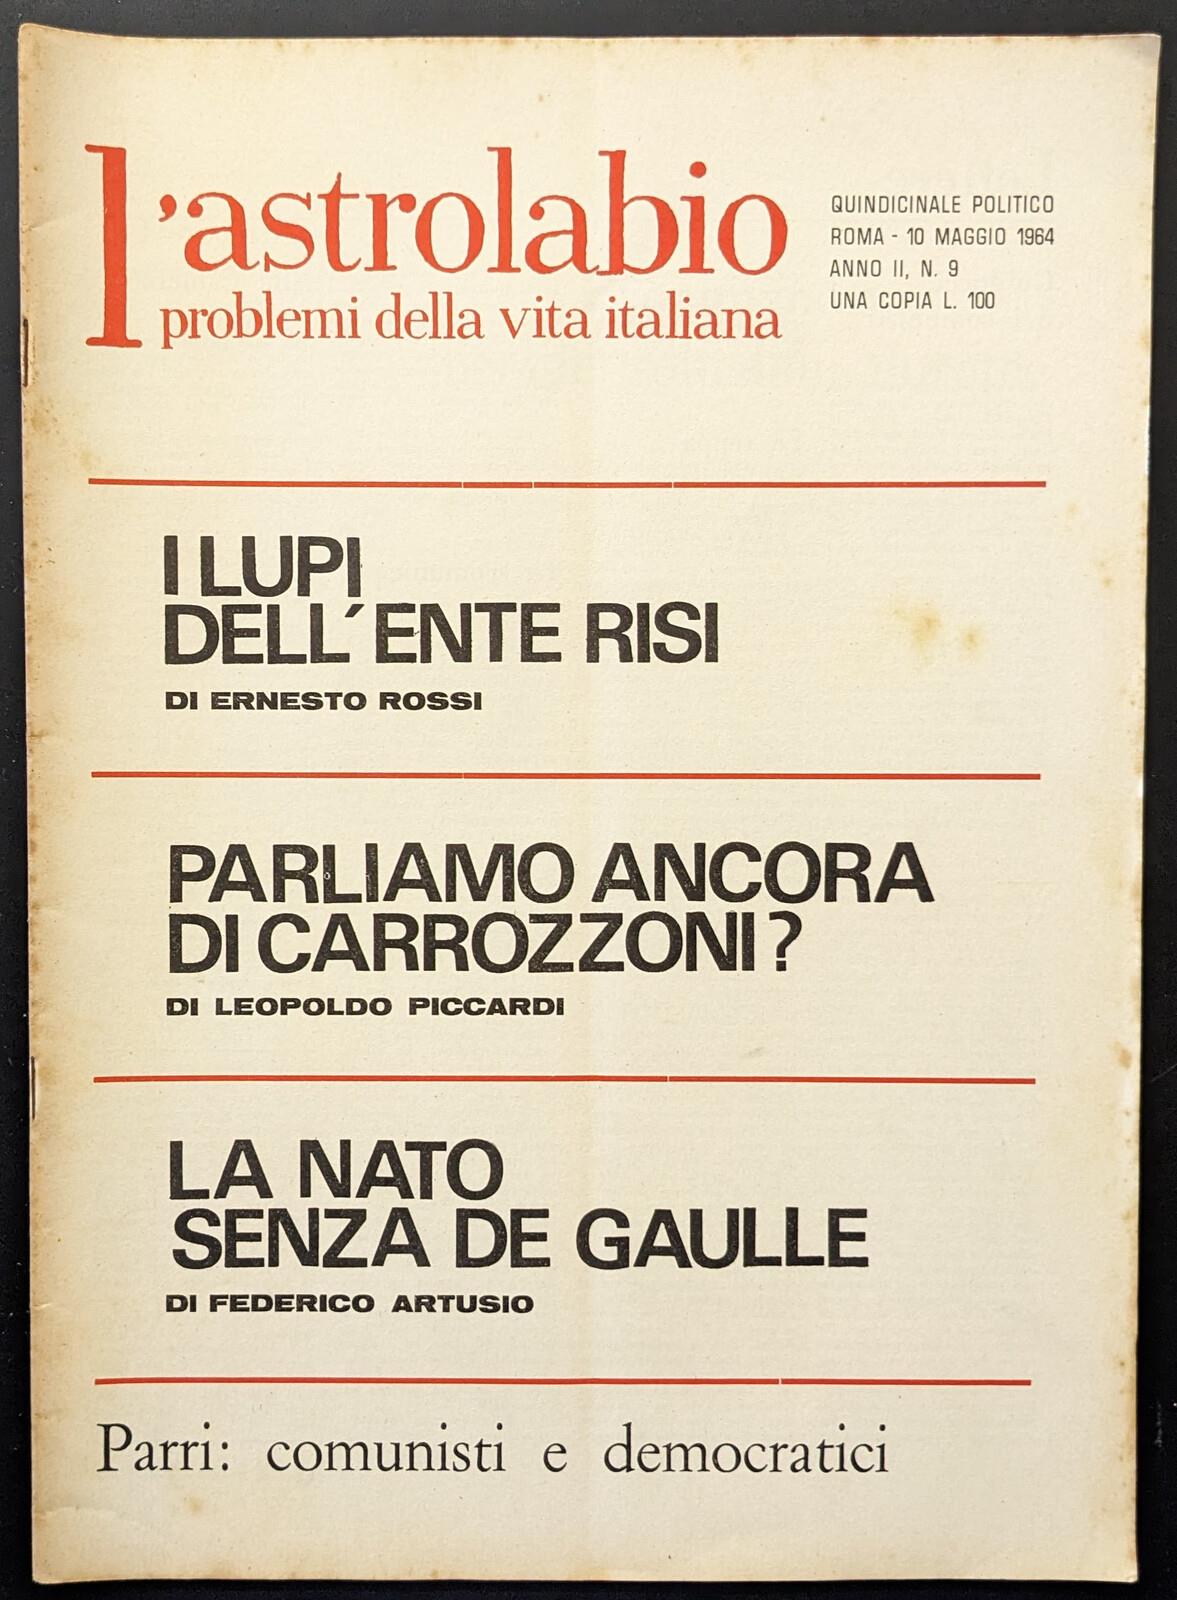 l'astrolabio
problemi della vita italiana
QUINDICINALE POLITICO
ROMA - 10 MAGGIO 1964
ANNO II, N. 9
UNA COPIA L. 100
I LUPI
DELL'ENTE RISI
DI ERNESTO ROSSI
PARLIAMO ANCORA
DI CARROZZONI?
DI LEOPOLDO PICCARDI
LA NATO
SENZA DE GAULLE
DI FEDERICO ARTUSIO
Parri: comunisti e democratici